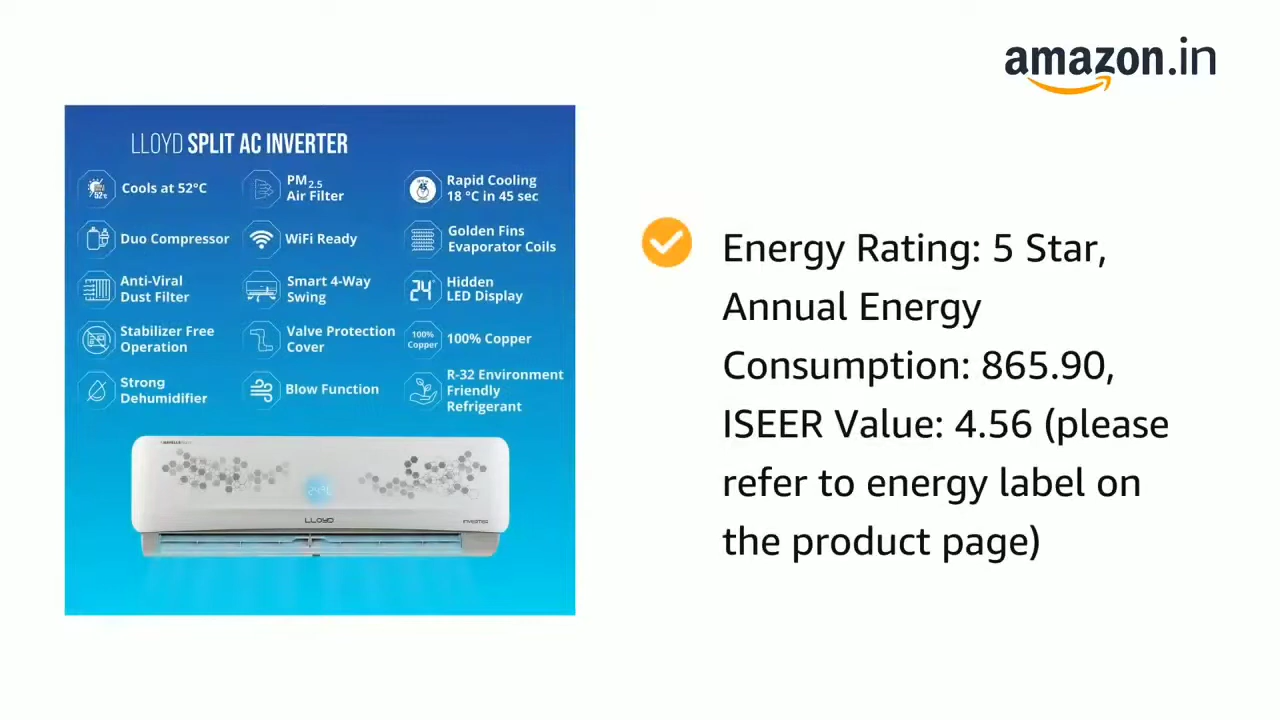 amazon.in
LLOYD SPLIT AC INVERTER
52°C
Cools at 52°C
PM2.5
Air Filter
45
Rapid Cooling
18 °C in 45 sec
Duo Compressor
WiFi Ready
Golden Fins
Evaporator Coils
Anti-Viral
Dust Filter
Smart 4-Way
Swing
24°
Hidden
LED Display
Stabilizer Free
Operation
Valve Protection
Cover
100%
Copper
100% Copper
Strong
Dehumidifier
Blow Function
R-32 Environment
Friendly
Refrigerant
LLOYD
INVERTER
Energy Rating: 5 Star,
Annual Energy
Consumption: 865.90,
ISEER Value: 4.56 (please
refer to energy label on
the product page)